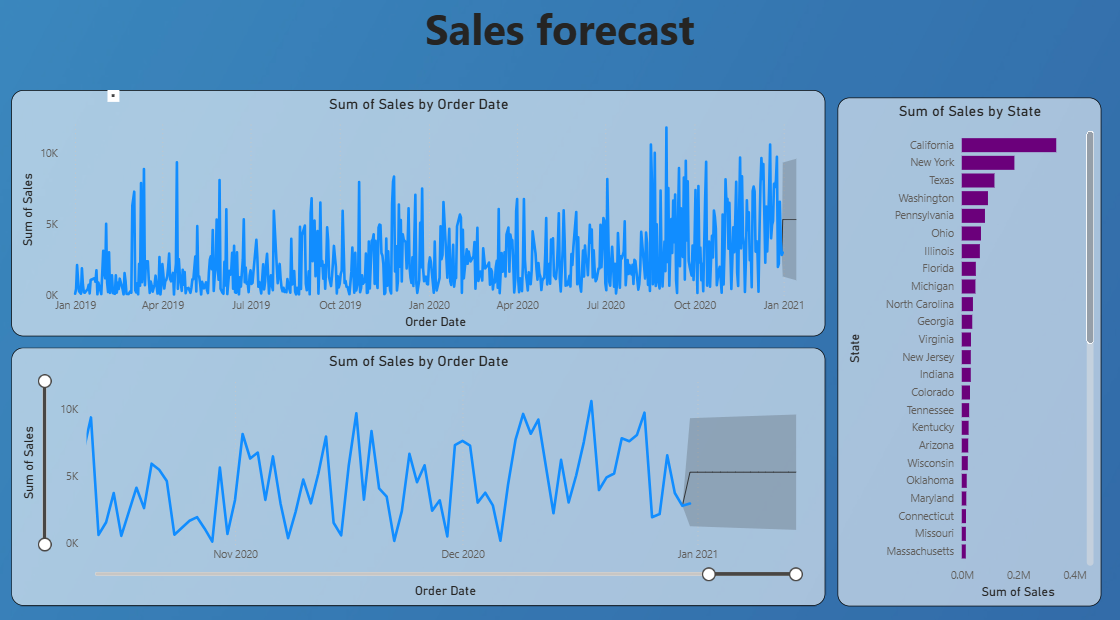 Sales forecast
Sum of Sales by Order Date
Sum of Sales
10K
5K
0K
Jan 2019 Apr 2019 Jul 2019 Oct 2019 Jan 2020 Apr 2020 Jul 2020 Oct 2020 Jan 2021
Order Date
Sum of Sales by Order Date
Sum of Sales
10K
5K
0K
Nov 2020 Dec 2020 Jan 2021
Order Date
Sum of Sales by State
State
California
New York
Texas
Washington
Pennsylvania
Ohio
Illinois
Florida
Michigan
North Carolina
Georgia
Virginia
New Jersey
Indiana
Colorado
Tennessee
Kentucky
Arizona
Wisconsin
Oklahoma
Maryland
Connecticut
Missouri
Massachusetts
0.0M 0.2M 0.4M
Sum of Sales